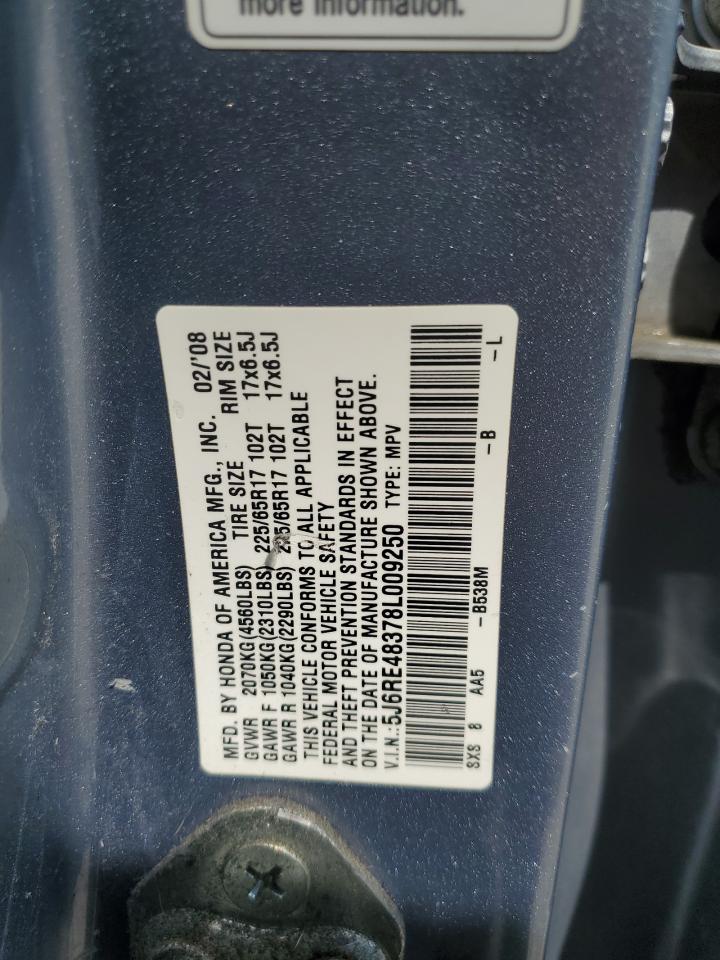 more information.
MFD. BY HONDA OF AMERICA MFG., INC. 02/'08
GVWR 2070KG(4560LBS) TIRE SIZE RIM SIZE
GAWR F 1050KG(2310LBS) 225/65R17 102T 17x6.5J
GAWR R 1040KG(2290LBS) 225/65R17 102T 17x6.5J
THIS VEHICLE CONFORMS TO ALL APPLICABLE
FEDERAL MOTOR VEHICLE SAFETY
AND THEFT PREVENTION STANDARDS IN EFFECT
ON THE DATE OF MANUFACTURE SHOWN ABOVE.
V.I.N.:5J6RE48378L009250 TYPE: MPV
SXS 8 AA5 -B538M -B -L